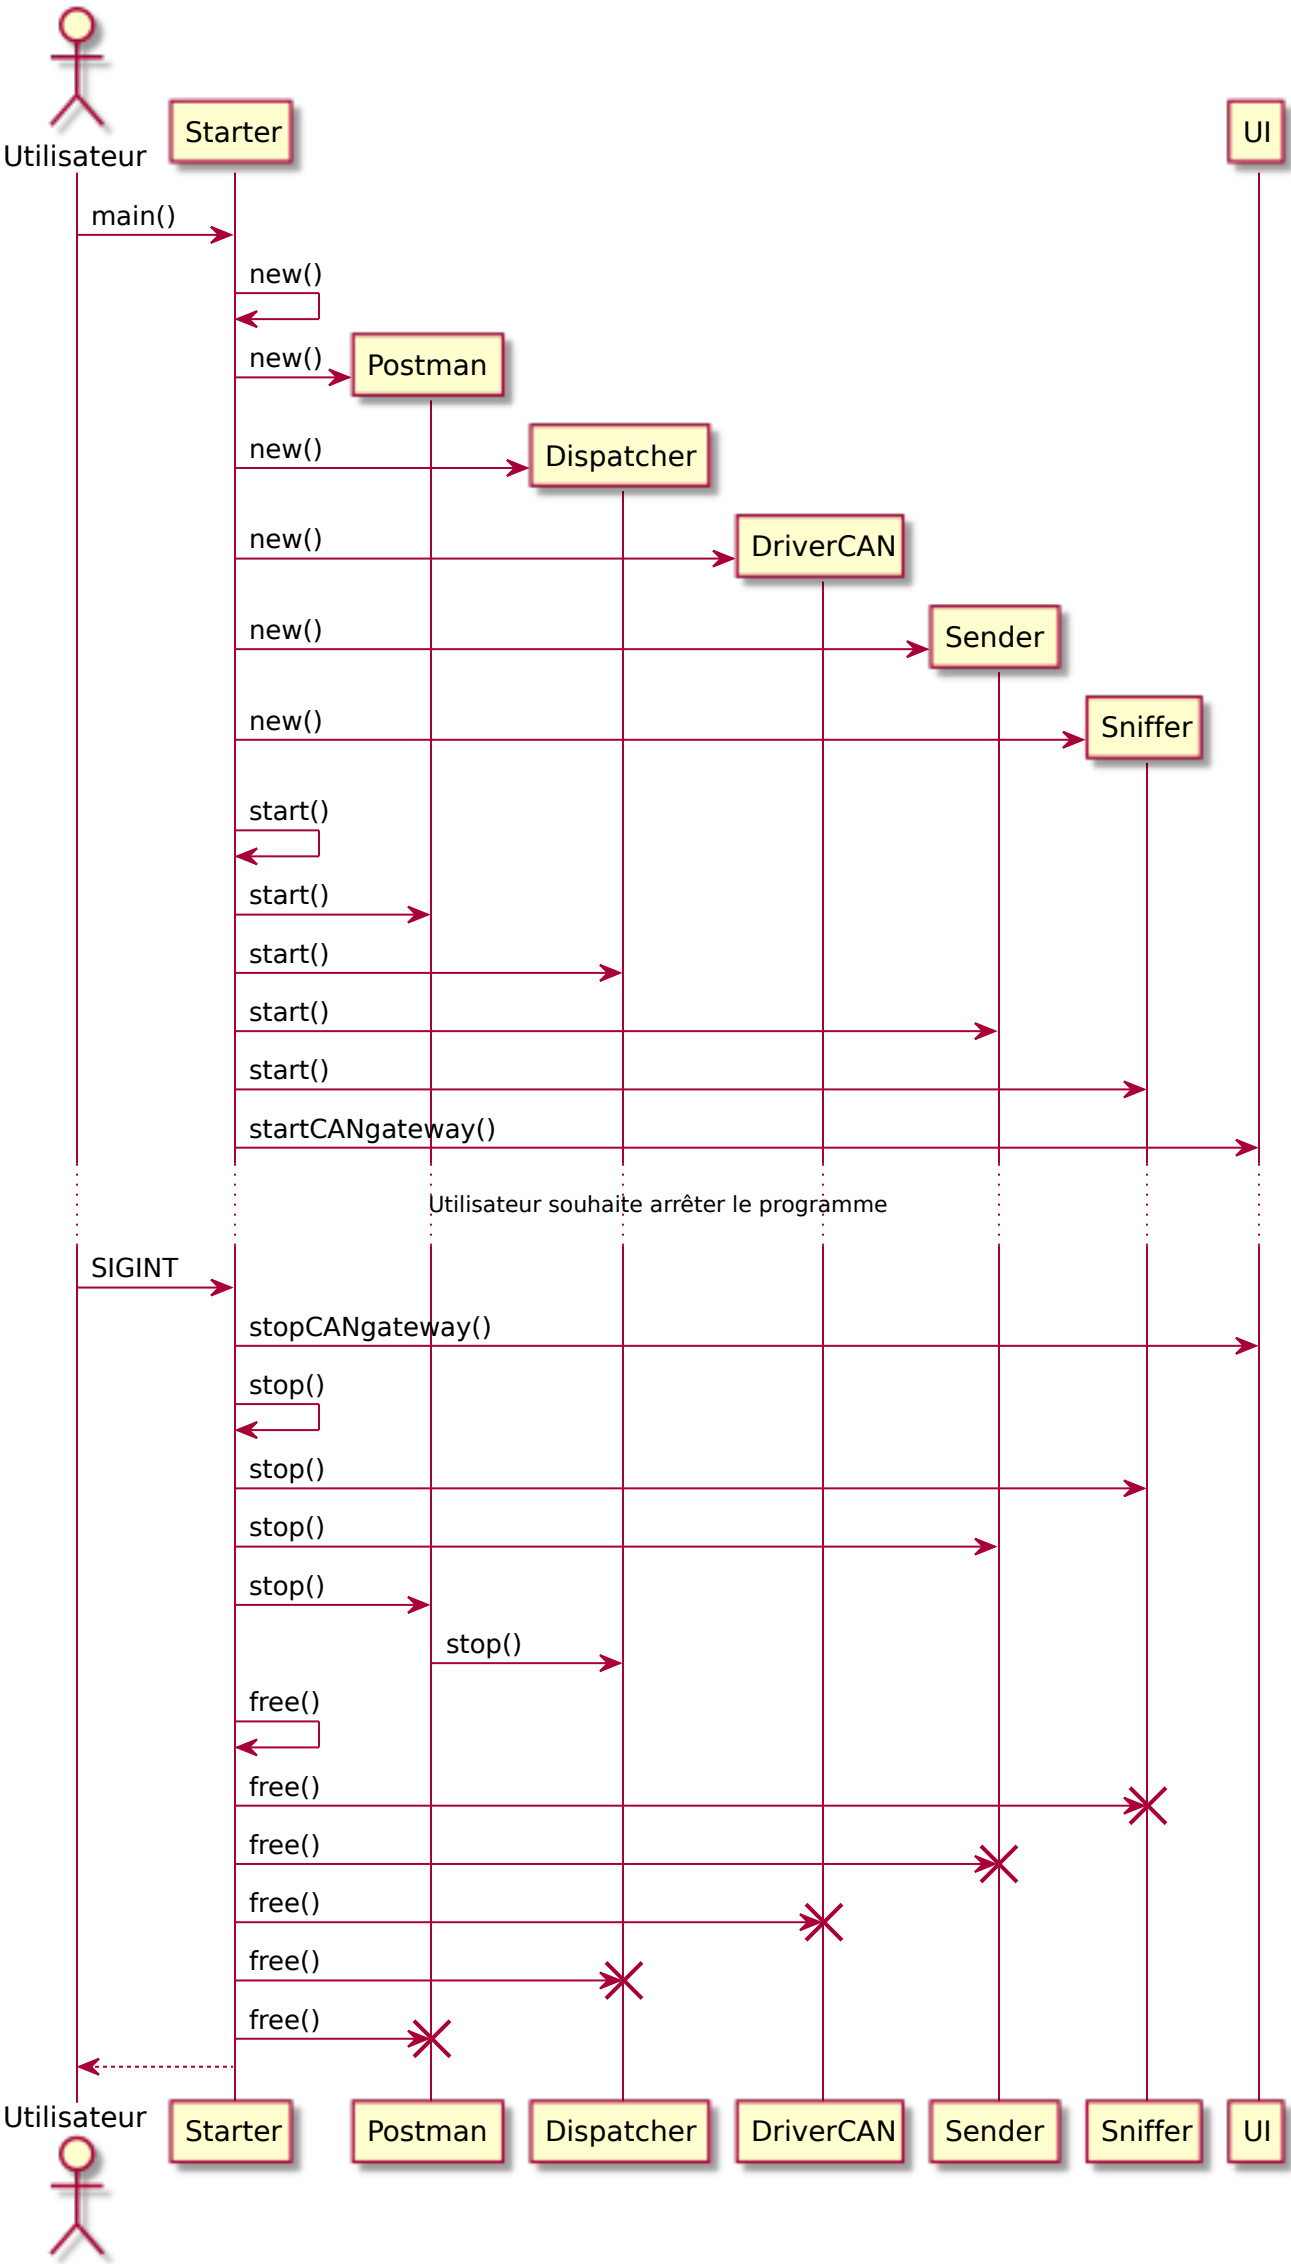 Utilisateur
Starter
UI
main()
new()
new()
Postman
new()
Dispatcher
new()
DriverCAN
new()
Sender
new()
Sniffer
start()
start()
start()
start()
start()
startCANgateway()
Utilisateur souhaite arrêter le programme
SIGINT
stopCANgateway()
stop()
stop()
stop()
stop()
stop()
free()
free()
free()
free()
free()
free()
Utilisateur
Starter
Postman
Dispatcher
DriverCAN
Sender
Sniffer
UI